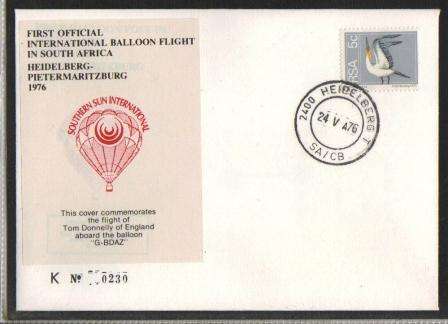 FIRST OFFICIAL
INTERNATIONAL BALLOON FLIGHT
IN SOUTH AFRICA
HEIDELBERG-
PIETERMARITZBURG
1976
SOUTHERN SUN INTERNATIONAL
This cover commemorates
the flight of
Tom Donnelly of England
aboard the balloon
"G-BDAZ"
K No 00230
RSA 5c
2400 HEIDELBERG T
24 V 76
SA/CB